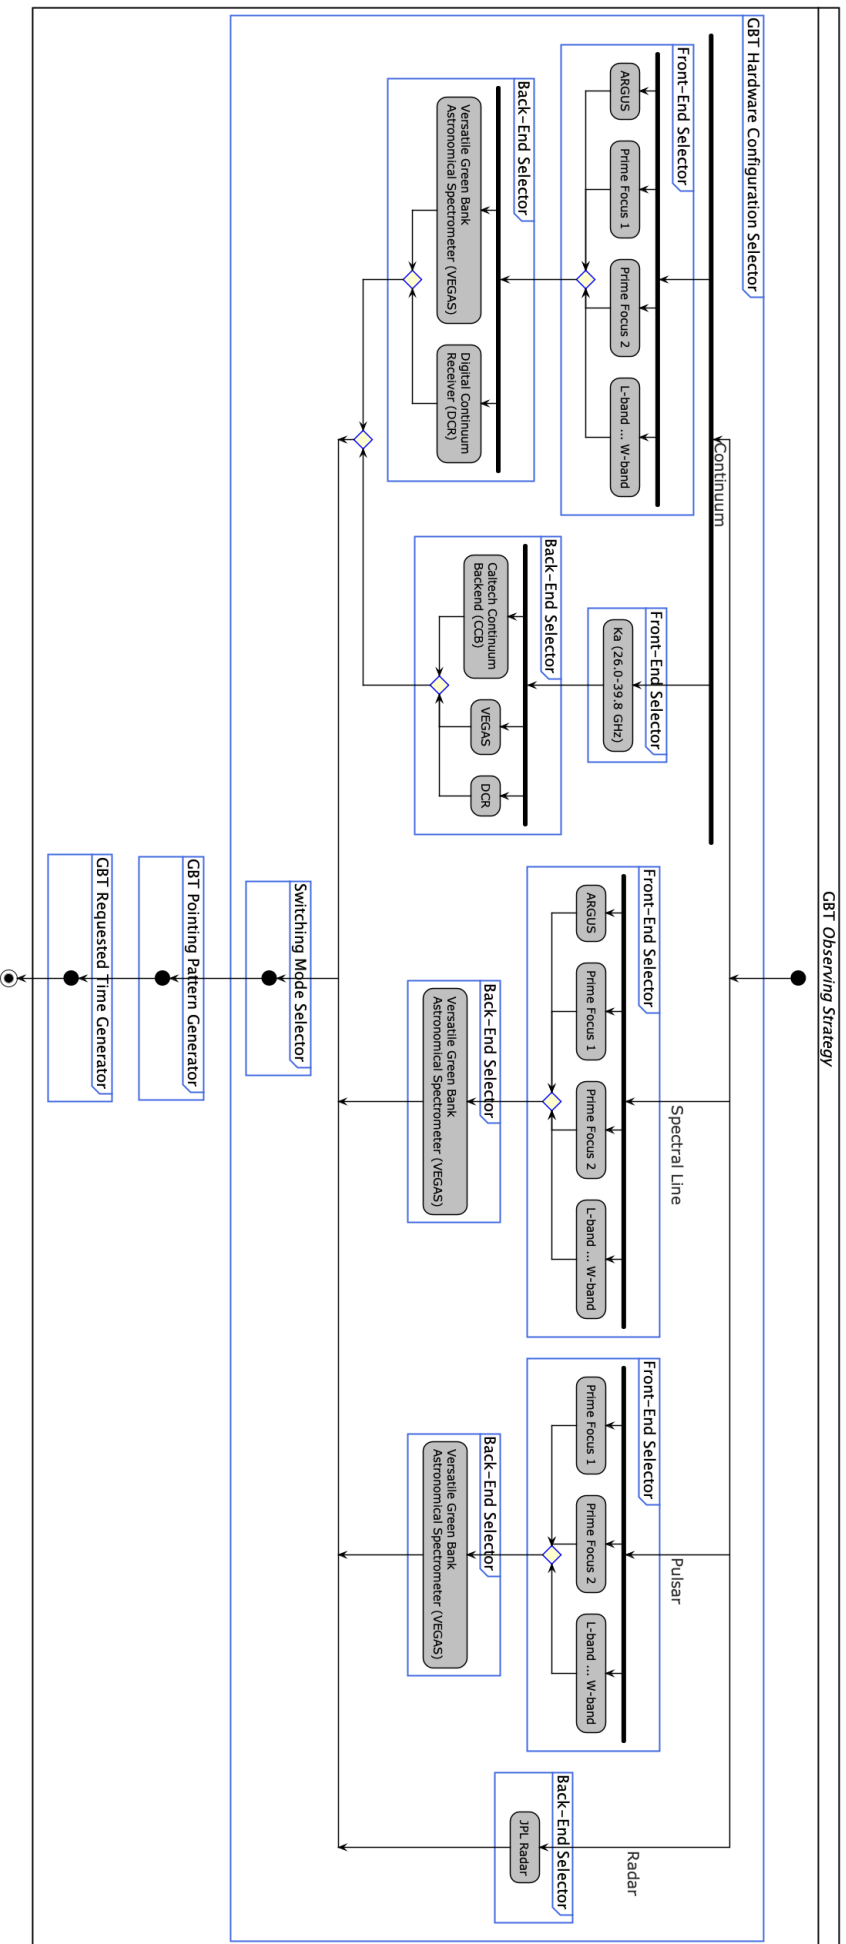 GBT Observing Strategy
GBT Hardware Configuration Selector
Continuum
Front-End Selector
ARGUS
Prime Focus 1
Prime Focus 2
L-band ... W-band
Back-End Selector
Versatile Green Bank
Astronomical Spectrometer (VEGAS)
Digital Continuum
Receiver (DCR)
Front-End Selector
Ka (26.0-39.8 GHz)
Back-End Selector
Caltech Continuum
Backend (CCB)
VEGAS
DCR
Spectral Line
Front-End Selector
ARGUS
Prime Focus 1
Prime Focus 2
L-band ... W-band
Back-End Selector
Versatile Green Bank
Astronomical Spectrometer (VEGAS)
Pulsar
Front-End Selector
Prime Focus 1
Prime Focus 2
L-band ... W-band
Back-End Selector
Versatile Green Bank
Astronomical Spectrometer (VEGAS)
Radar
Back-End Selector
JPL Radar
Switching Mode Selector
GBT Pointing Pattern Generator
GBT Requested Time Generator